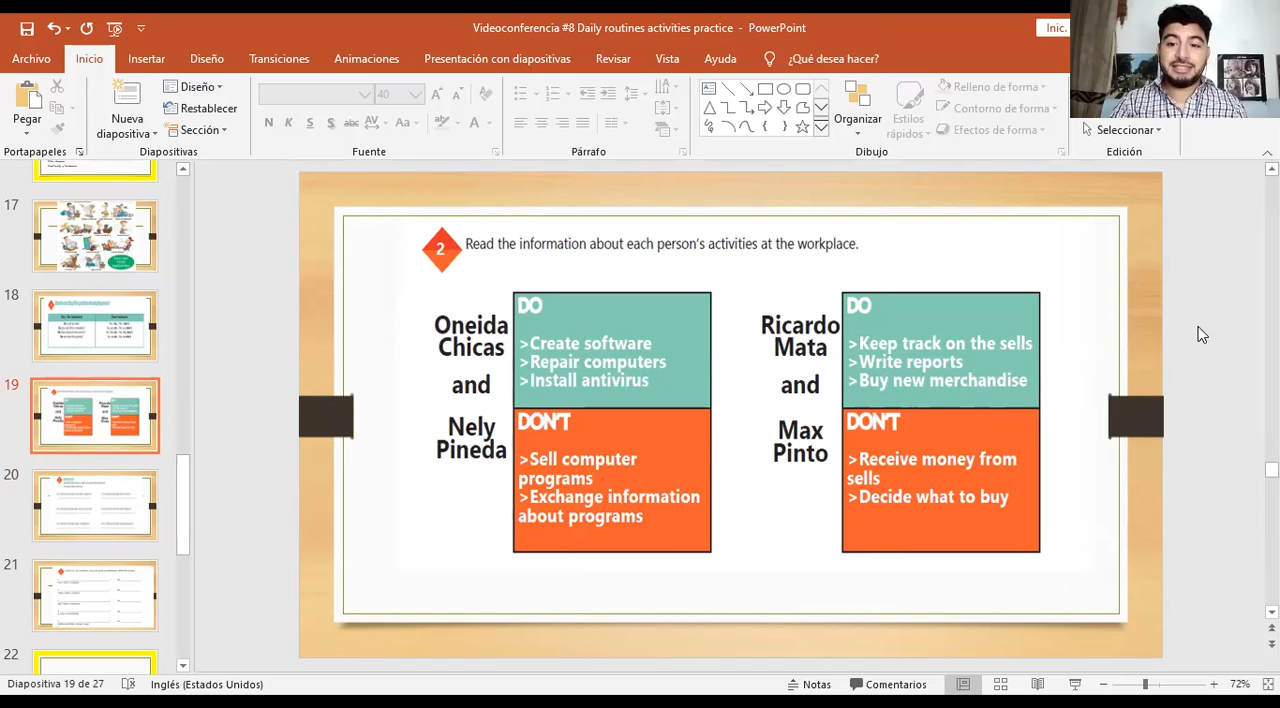 Videoconferencia #8 Daily routines activities practice - PowerPoint
Inic.
Archivo Inicio Insertar Diseño Transiciones Animaciones Presentación con diapositivas Revisar Vista Ayuda ¿Qué desea hacer?
Pegar
Nueva
diapositiva
Diseño
Restablecer
Sección
40
N K S S abc AV Aa A
Organizar
Estilos
rápidos
Relleno de forma
Contorno de forma
Efectos de forma
Seleccionar
Portapapeles Diapositivas Fuente Párrafo Dibujo Edición
17
18
19
20
21
22
2 Read the information about each person's activities at the workplace.
Oneida
Chicas
and
Nely
Pineda
DO
>Create software
>Repair computers
>Install antivirus
DON'T
>Sell computer
programs
>Exchange information
about programs
Ricardo
Mata
and
Max
Pinto
DO
>Keep track on the sells
>Write reports
>Buy new merchandise
DON'T
>Receive money from
sells
>Decide what to buy
Diapositiva 19 de 27 Inglés (Estados Unidos) Notas Comentarios 72%